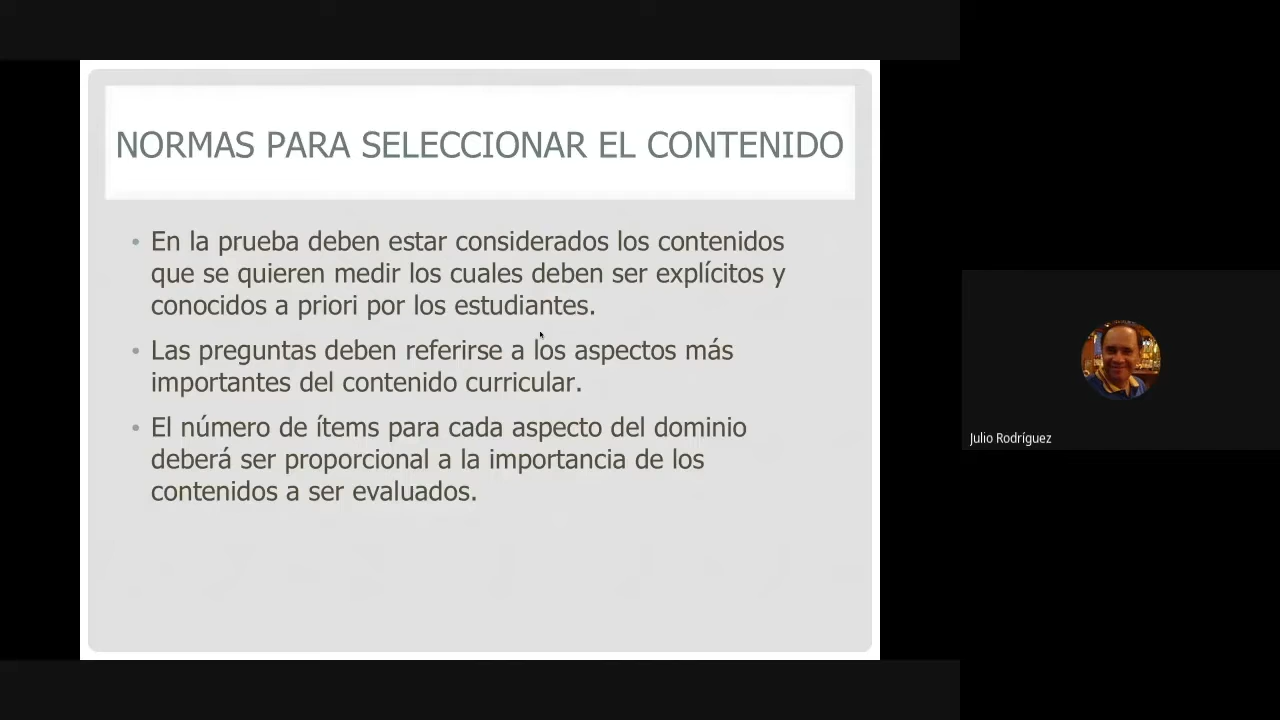 NORMAS PARA SELECCIONAR EL CONTENIDO
• En la prueba deben estar considerados los contenidos
que se quieren medir los cuales deben ser explícitos y
conocidos a priori por los estudiantes.
• Las preguntas deben referirse a los aspectos más
importantes del contenido curricular.
• El número de ítems para cada aspecto del dominio
deberá ser proporcional a la importancia de los
contenidos a ser evaluados.
Julio Rodríguez